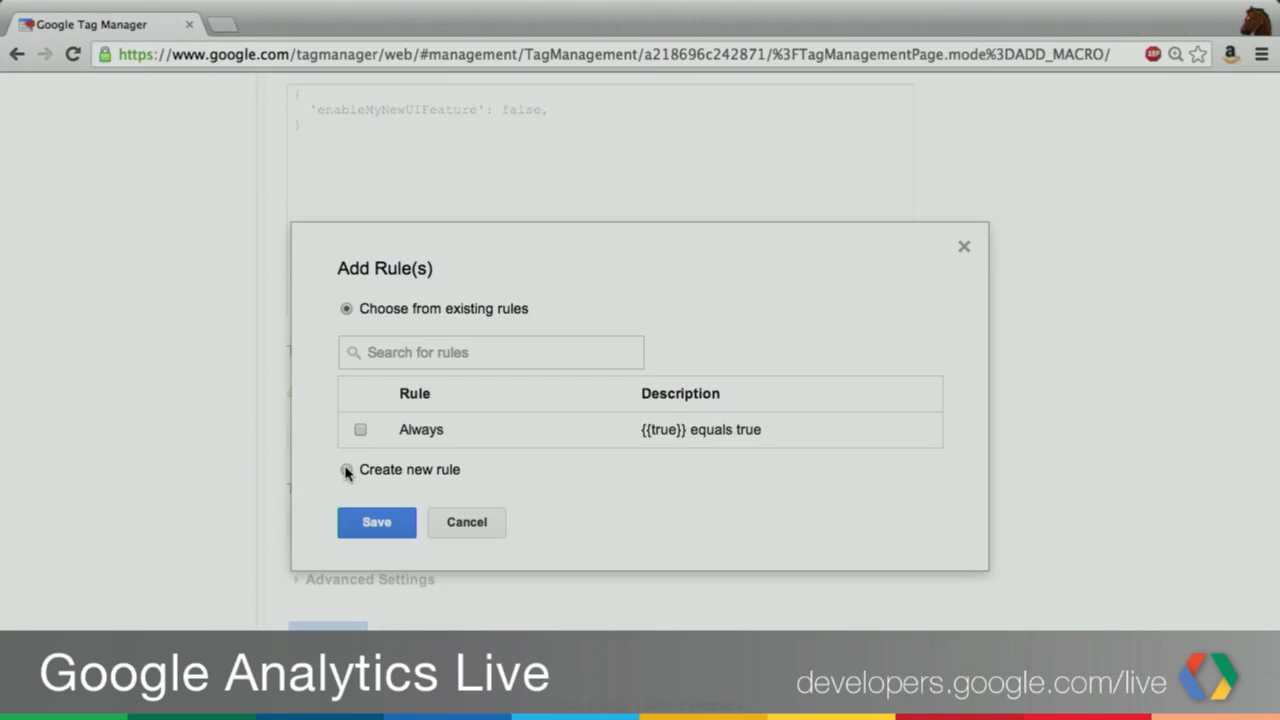 Google Tag Manager
https://www.google.com/tagmanager/web/#management/TagManagement/a218696c242871/%3FTagManagementPage.mode%3DADD_MACRO/
{
'enableMyNewUIFeature': false,
}
Add Rule(s)
Choose from existing rules
Search for rules
Rule Description
Always {{true}} equals true
Create new rule
Save Cancel
Advanced Settings
Google Analytics Live
developers.google.com/live